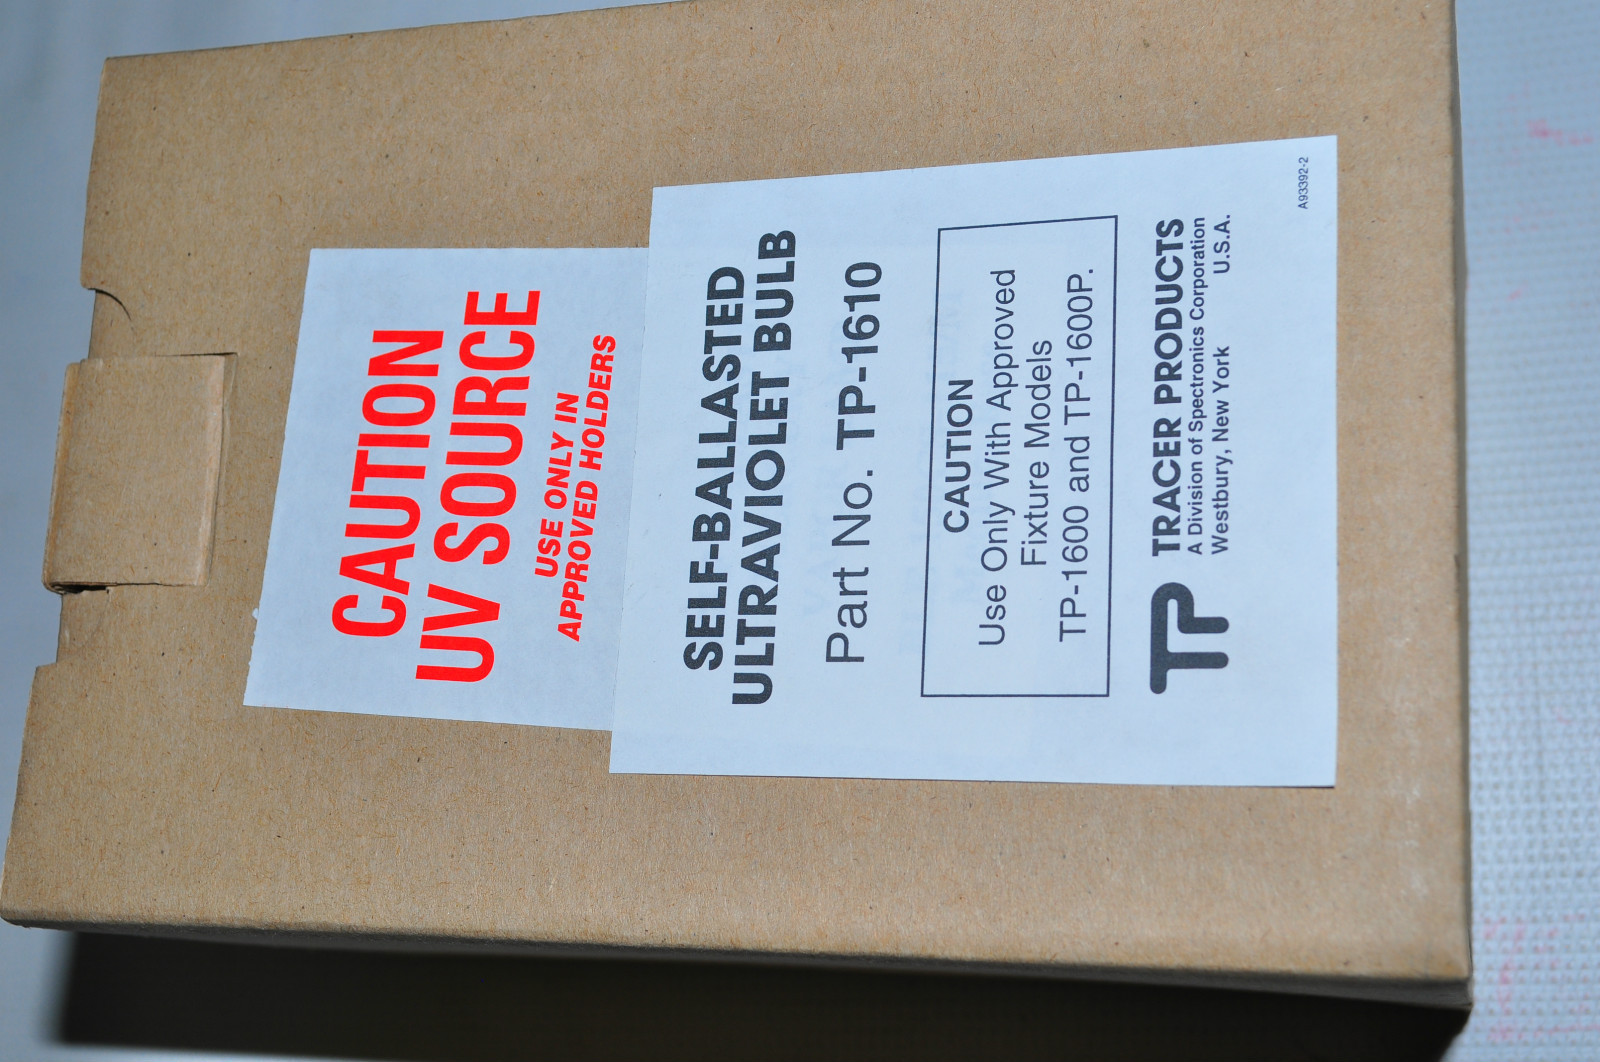 CAUTION
UV SOURCE
USE ONLY IN
APPROVED HOLDERS
SELF-BALLASTED
ULTRAVIOLET BULB
Part No. TP-1610
CAUTION
Use Only With Approved
Fixture Models
TP-1600 and TP-1600P.
TP
TRACER PRODUCTS
A Division of Spectronics Corporation
Westbury, New York U.S.A.
A93392-2